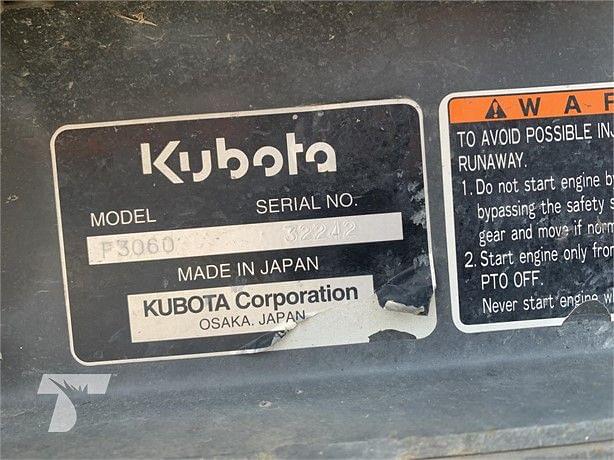 Kubota
MODEL SERIAL NO.
F3060 32242
MADE IN JAPAN
KUBOTA Corporation
OSAKA. JAPAN
WAR
TO AVOID POSSIBLE INJ
RUNAWAY.
1. Do not start engine by
bypassing the safety s
gear and move if norm
2. Start engine only from
PTO OFF.
Never start engine w